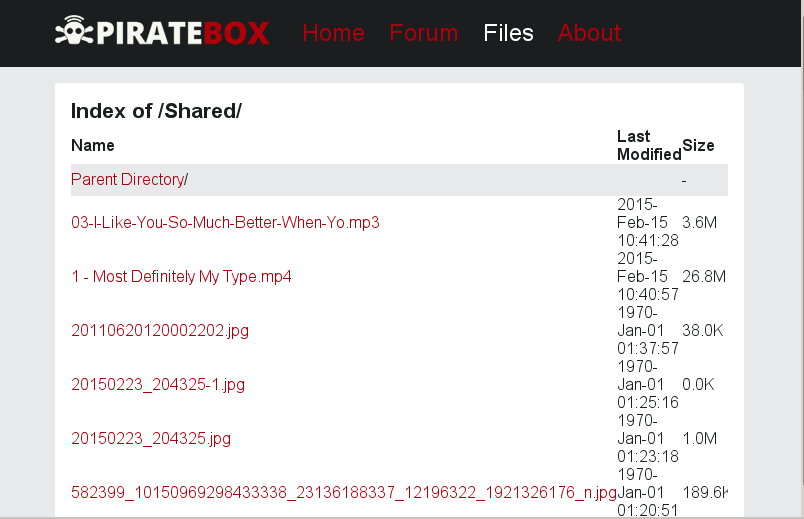 PIRATEBOX Home Forum Files About
Index of /Shared/
Name Last Modified Size
Parent Directory/ -
03-I-Like-You-So-Much-Better-When-Yo.mp3 2015-Feb-15 10:41:28 3.6M
1 - Most Definitely My Type.mp4 2015-Feb-15 10:40:57 26.8M
20110620120002202.jpg 1970-Jan-01 01:37:57 38.0K
20150223_204325-1.jpg 1970-Jan-01 01:25:16 0.0K
20150223_204325.jpg 1970-Jan-01 01:23:18 1.0M
582399_10150969298433338_23136188337_12196322_1921326176_n.jpg 1970-Jan-01 01:20:51 189.6K